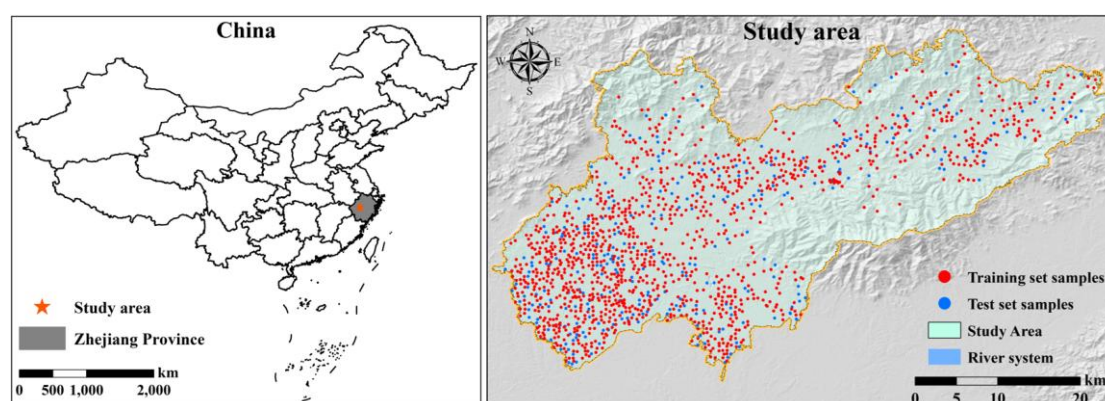 China
Study area
Zhejiang Province
km
0 500 1,000 2,000
Study area
N
W E
S
Training set samples
Test set samples
Study Area
River system
km
0 5 10 20